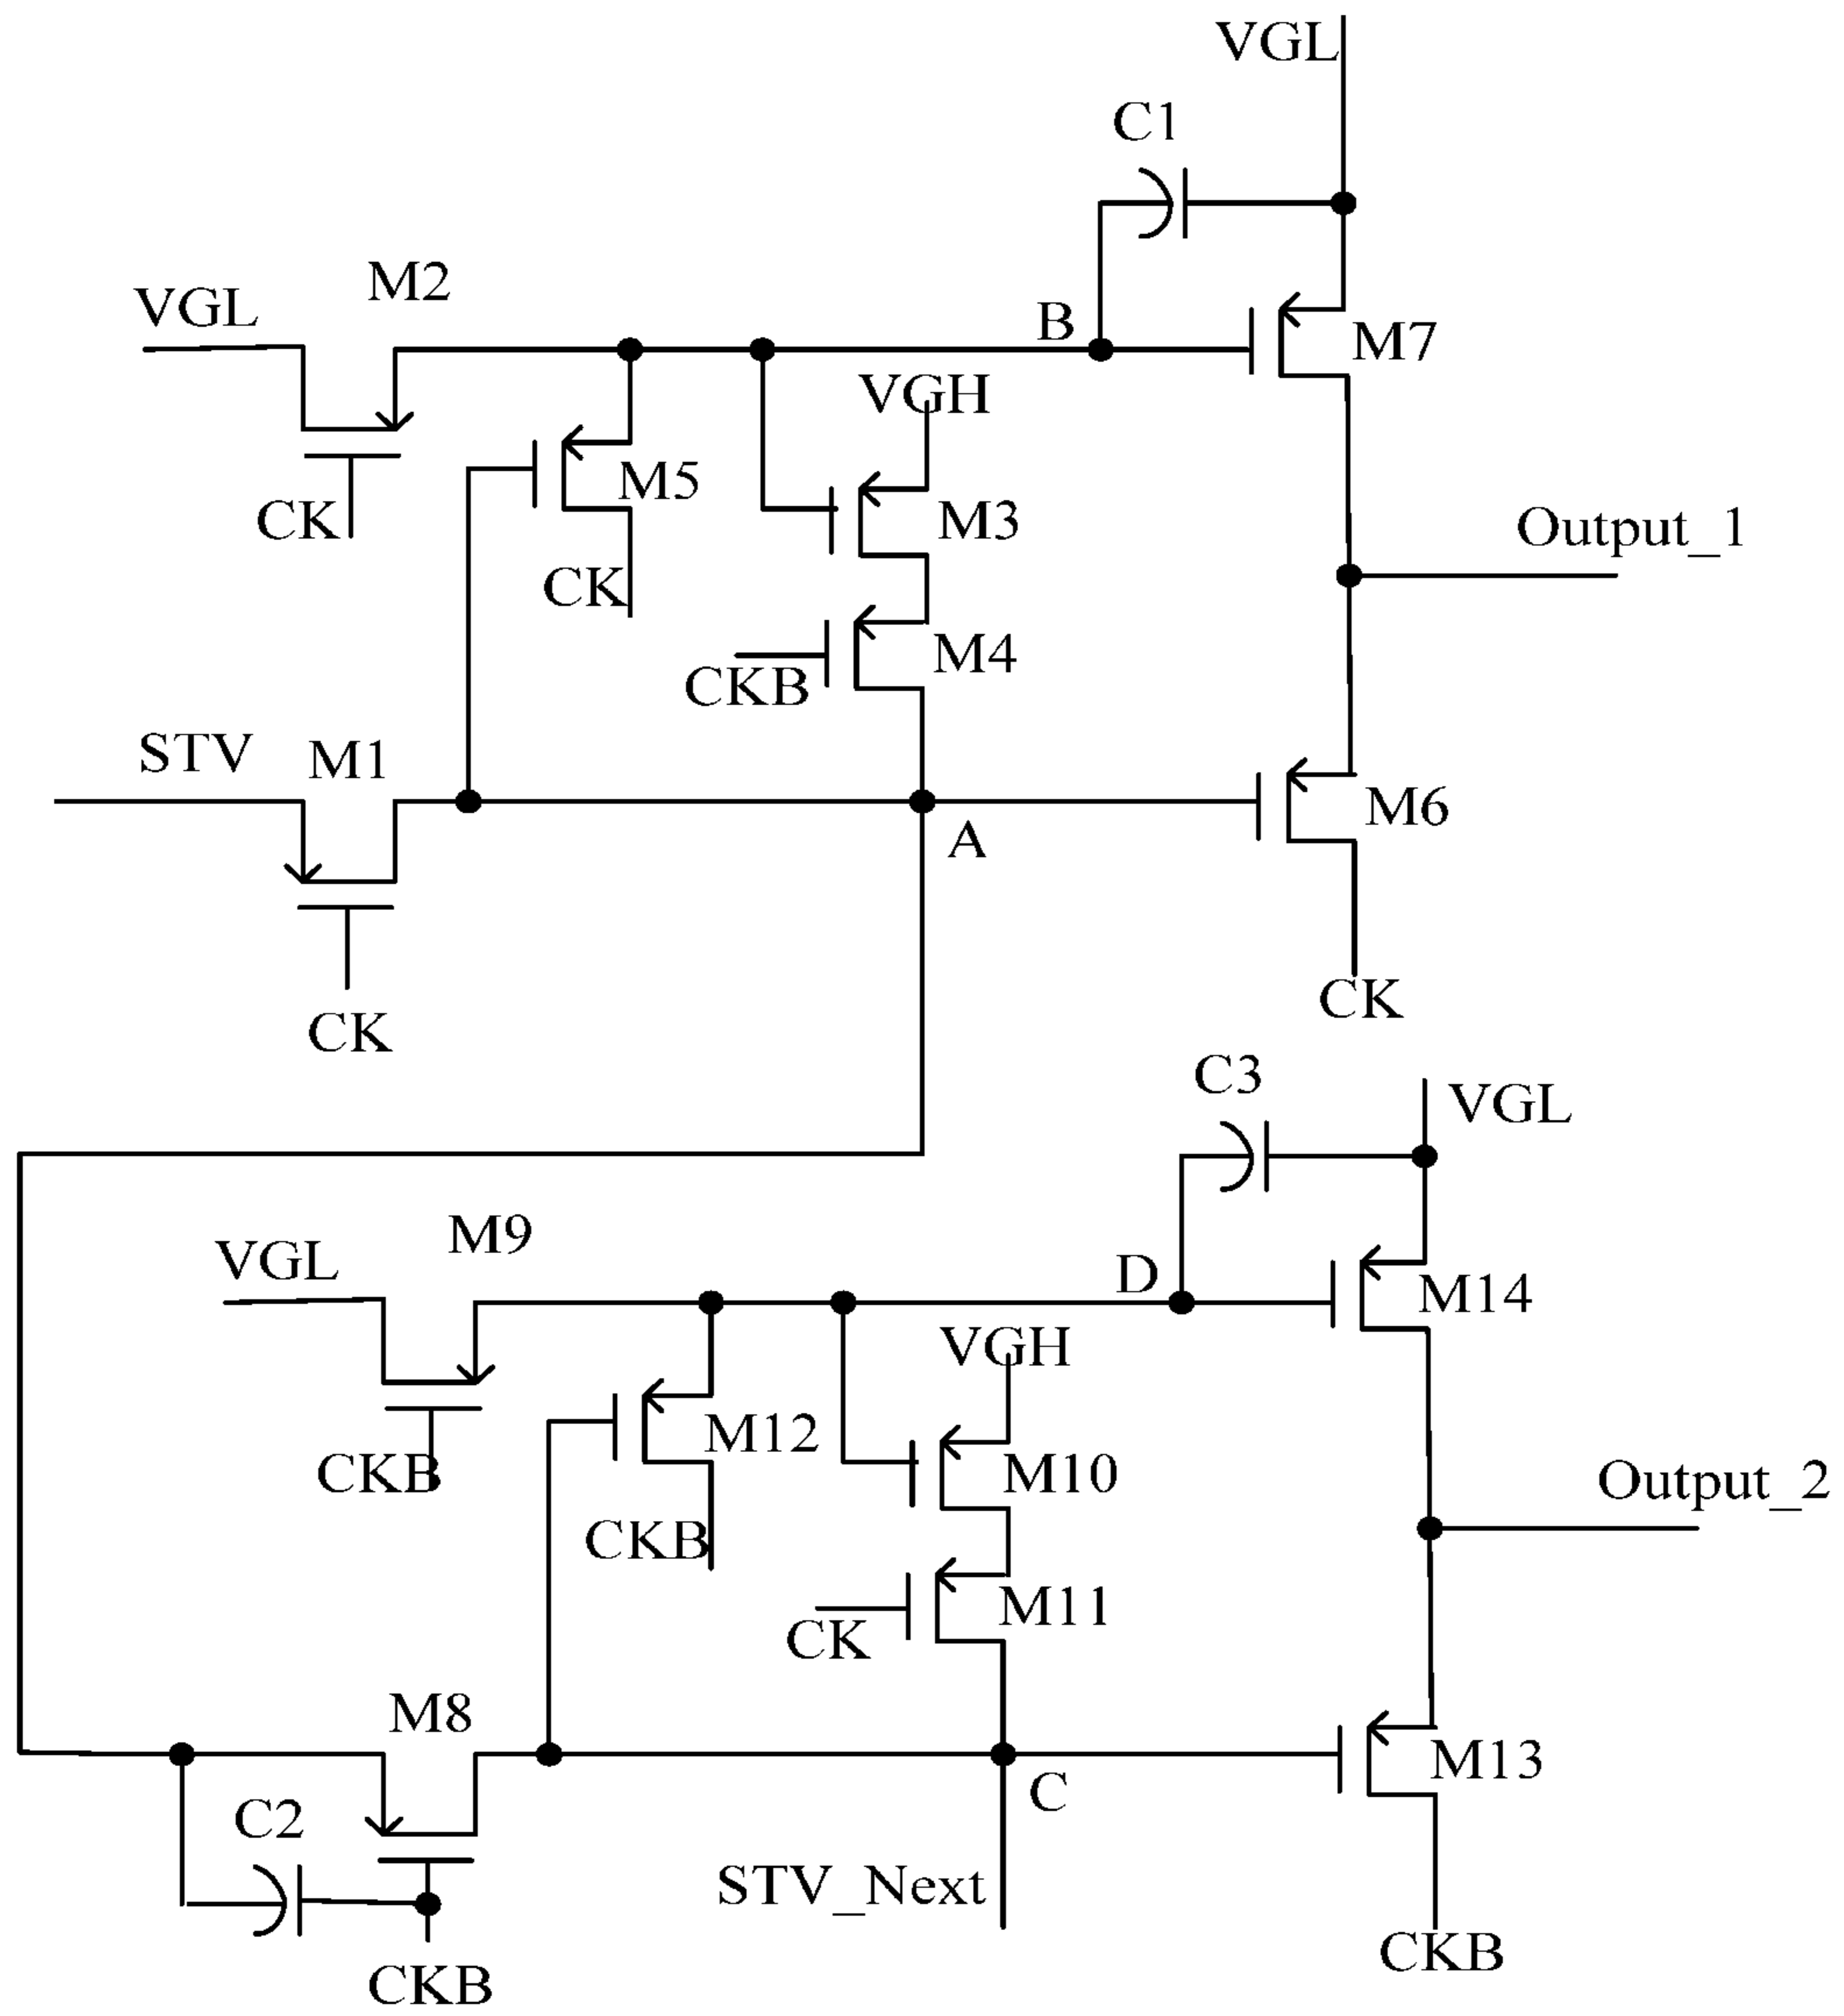 VGL
C1
M2
VGL
B
M7
VGH
M5
CK
M3
Output_1
CK
M4
CKB
STV
M1
M6
A
CK
CK
C3
VGL
M9
VGL
D
M14
VGH
M12
CKB
M10
Output_2
CKB
M11
CK
M8
M13
C
C2
STV_Next
CKB
CKB